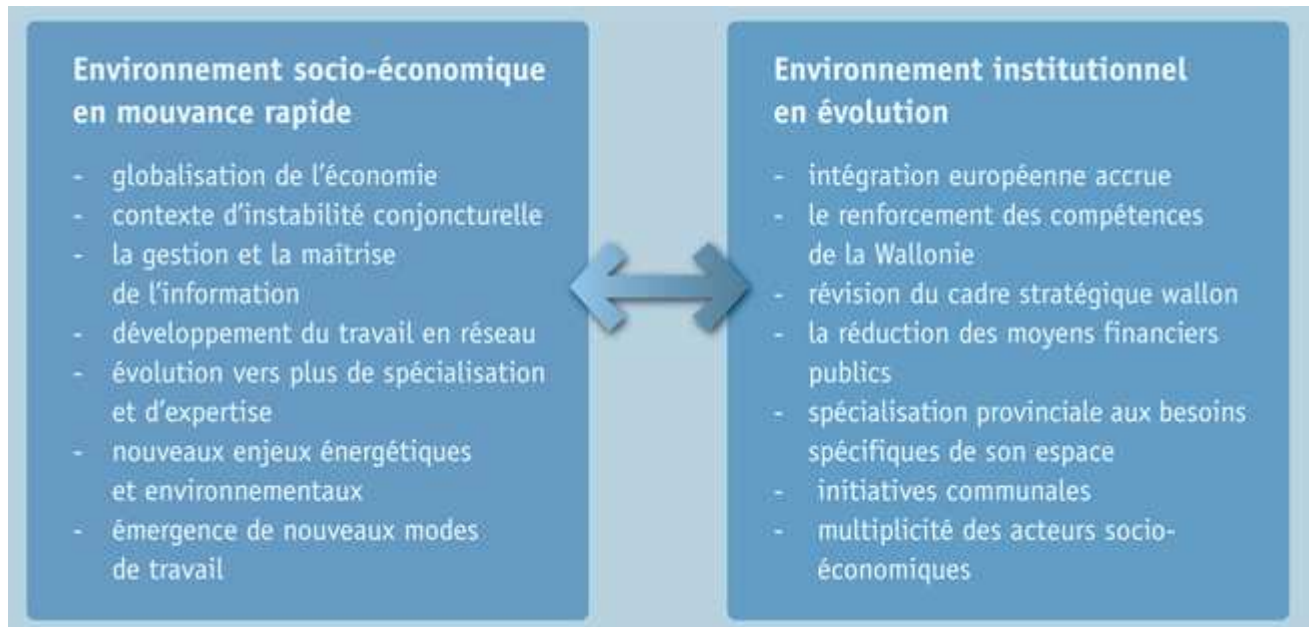 Environnement socio-économique
en mouvance rapide
- globalisation de l'économie
- contexte d'instabilité conjoncturelle
- la gestion et la maîtrise
de l'information
- développement du travail en réseau
- évolution vers plus de spécialisation
et d'expertise
- nouveaux enjeux énergétiques
et environnementaux
- émergence de nouveaux modes
de travail
Environnement institutionnel
en évolution
- intégration européenne accrue
- le renforcement des compétences
de la Wallonie
- révision du cadre stratégique wallon
- la réduction des moyens financiers
publics
- spécialisation provinciale aux besoins
spécifiques de son espace
- initiatives communales
- multiplicité des acteurs socio-
économiques